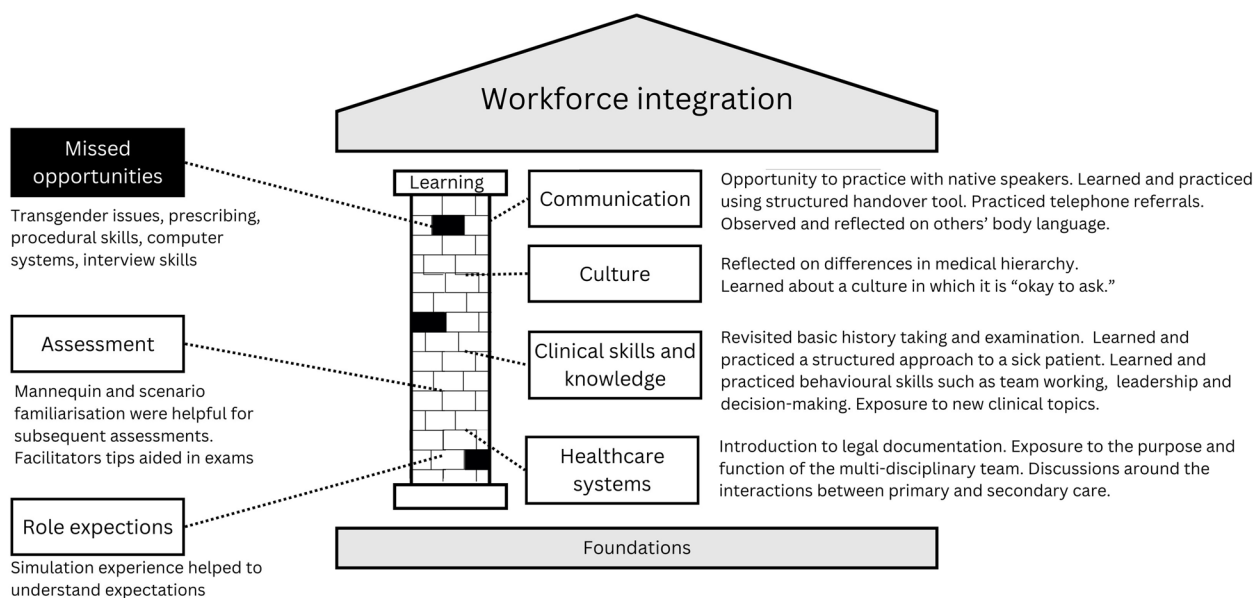 Workforce integration
Missed
opportunities
Transgender issues, prescribing,
procedural skills, computer
systems, interview skills
Assessment
Mannequin and scenario
familiarisation were helpful for
subsequent assessments.
Facilitators tips aided in exams
Role expections
Simulation experience helped to
understand expectations
Learning
Communication
Opportunity to practice with native speakers. Learned and practiced
using structured handover tool. Practiced telephone referrals.
Observed and reflected on others’ body language.
Culture
Reflected on differences in medical hierarchy.
Learned about a culture in which it is “okay to ask.”
Clinical skills and
knowledge
Revisited basic history taking and examination. Learned and
practiced a structured approach to a sick patient. Learned and
practiced behavioural skills such as team working, leadership and
decision-making. Exposure to new clinical topics.
Healthcare
systems
Introduction to legal documentation. Exposure to the purpose and
function of the multi-disciplinary team. Discussions around the
interactions between primary and secondary care.
Foundations